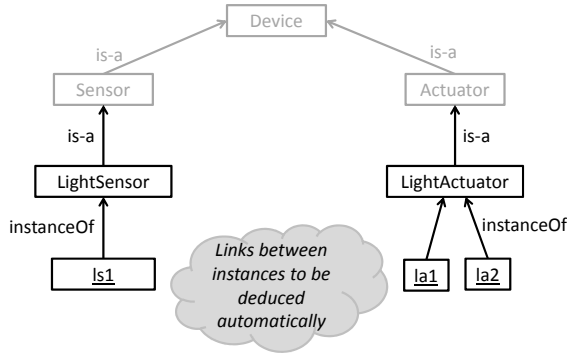 Device
is-a
is-a
Sensor
Actuator
is-a
is-a
LightSensor
LightActuator
instanceOf
instanceOf
Links between
instances to be
deduced
automatically
ls1
la1
la2